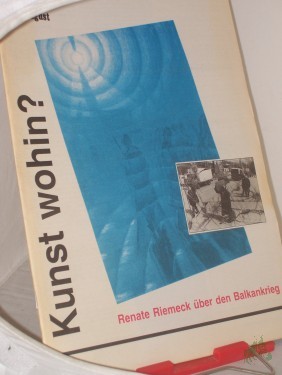 Kunst wohin?
Renate Riemeck über den Balkankrieg